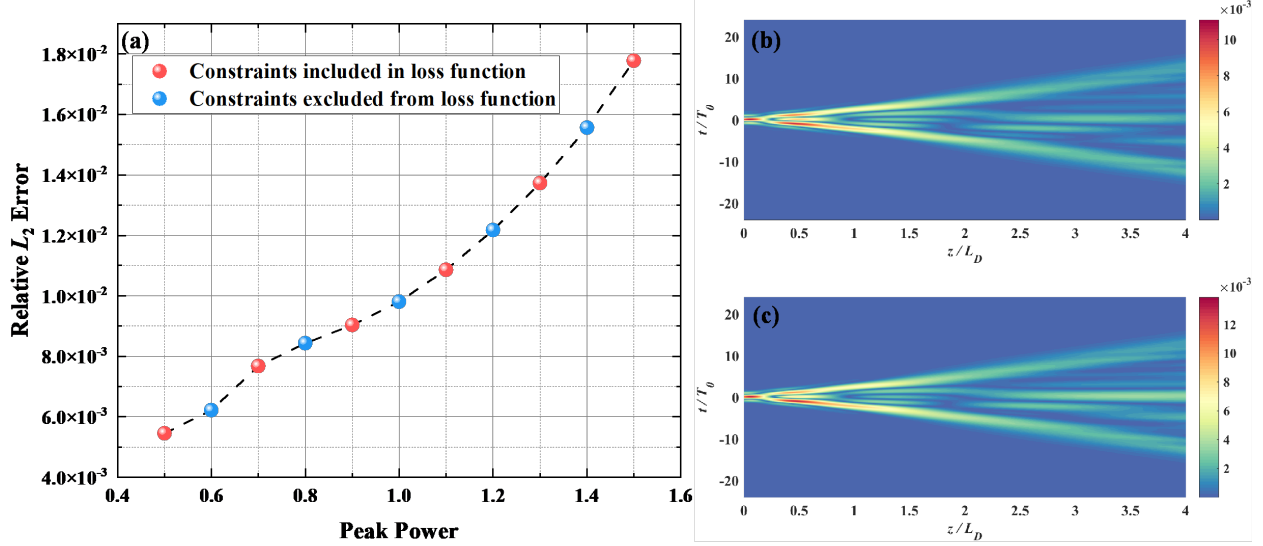 (a)
Constraints included in loss function
Constraints excluded from loss function
Relative L₂ Error
1.8×10⁻²
1.6×10⁻²
1.4×10⁻²
1.2×10⁻²
1.0×10⁻²
8.0×10⁻³
6.0×10⁻³
4.0×10⁻³
0.4 0.6 0.8 1.0 1.2 1.4 1.6
Peak Power
(b)
×10⁻³
t/T₀
20
10
0
-10
-20
0 0.5 1 1.5 2 2.5 3 3.5 4
z/L_D
10
8
6
4
2
(c)
×10⁻³
t/T₀
20
10
0
-10
-20
0 0.5 1 1.5 2 2.5 3 3.5 4
z/L_D
12
10
8
6
4
2